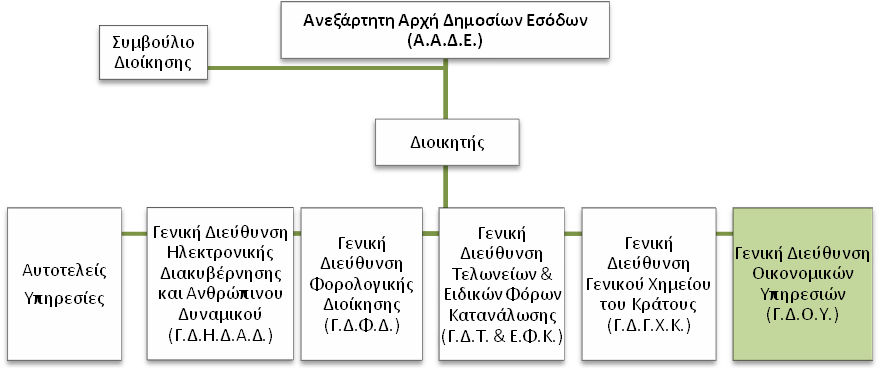 Ανεξάρτητη Αρχή Δημοσίων Εσόδων
(Α.Α.Δ.Ε.)
Συμβούλιο
Διοίκησης
Διοικητής
Αυτοτελείς
Υπηρεσίες
Γενική Διεύθυνση
Ηλεκτρονικής
Διακυβέρνησης
και Ανθρώπινου
Δυναμικού
(Γ.Δ.Η.Δ.Α.Δ.)
Γενική
Διεύθυνση
Φορολογικής
Διοίκησης
(Γ.Δ.Φ.Δ.)
Γενική
Διεύθυνση
Τελωνείων &
Ειδικών Φόρων
Κατανάλωσης
(Γ.Δ.Τ. & Ε.Φ.Κ.)
Γενική
Διεύθυνση
Γενικού Χημείου
του Κράτους
(Γ.Δ.Γ.Χ.Κ.)
Γενική Διεύθυνση
Οικονομικών
Υπηρεσιών
(Γ.Δ.Ο.Υ.)